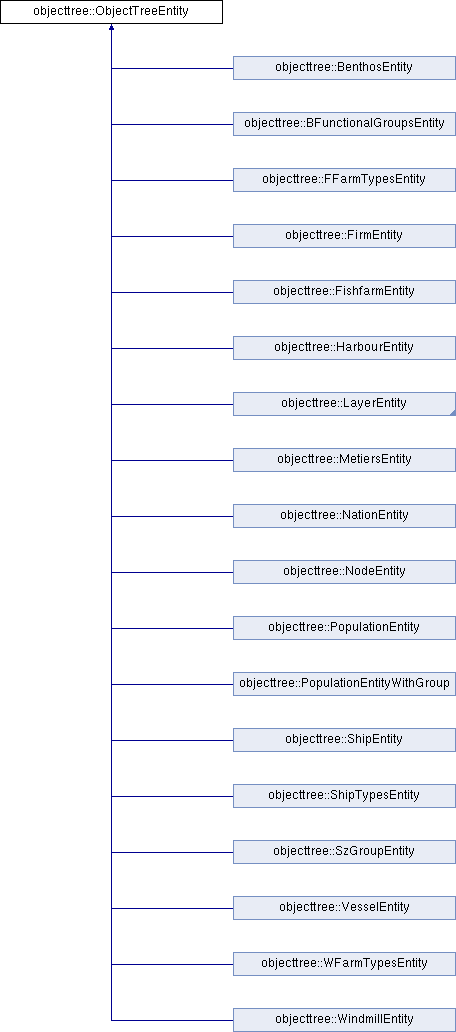 objecttree::ObjectTreeEntity
objecttree::BenthosEntity
objecttree::BFunctionalGroupsEntity
objecttree::FFarmTypesEntity
objecttree::FirmEntity
objecttree::FishfarmEntity
objecttree::HarbourEntity
objecttree::LayerEntity
objecttree::MetiersEntity
objecttree::NationEntity
objecttree::NodeEntity
objecttree::PopulationEntity
objecttree::PopulationEntityWithGroup
objecttree::ShipEntity
objecttree::ShipTypesEntity
objecttree::SzGroupEntity
objecttree::VesselEntity
objecttree::WFarmTypesEntity
objecttree::WindmillEntity